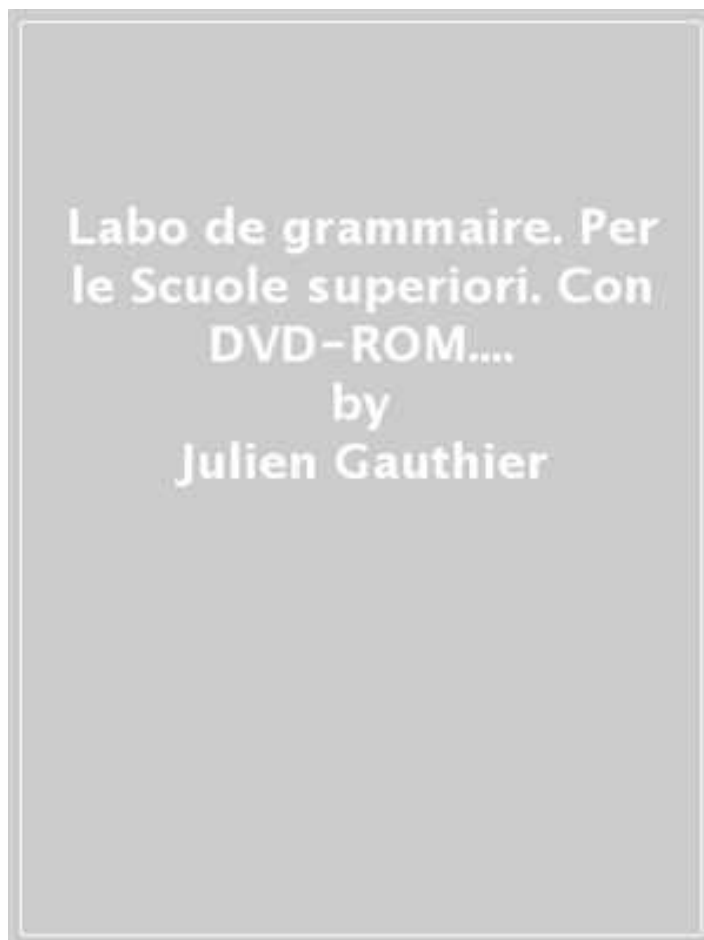 Labo de grammaire. Per
le Scuole superiori. Con
DVD-ROM....
by
Julien Gauthier